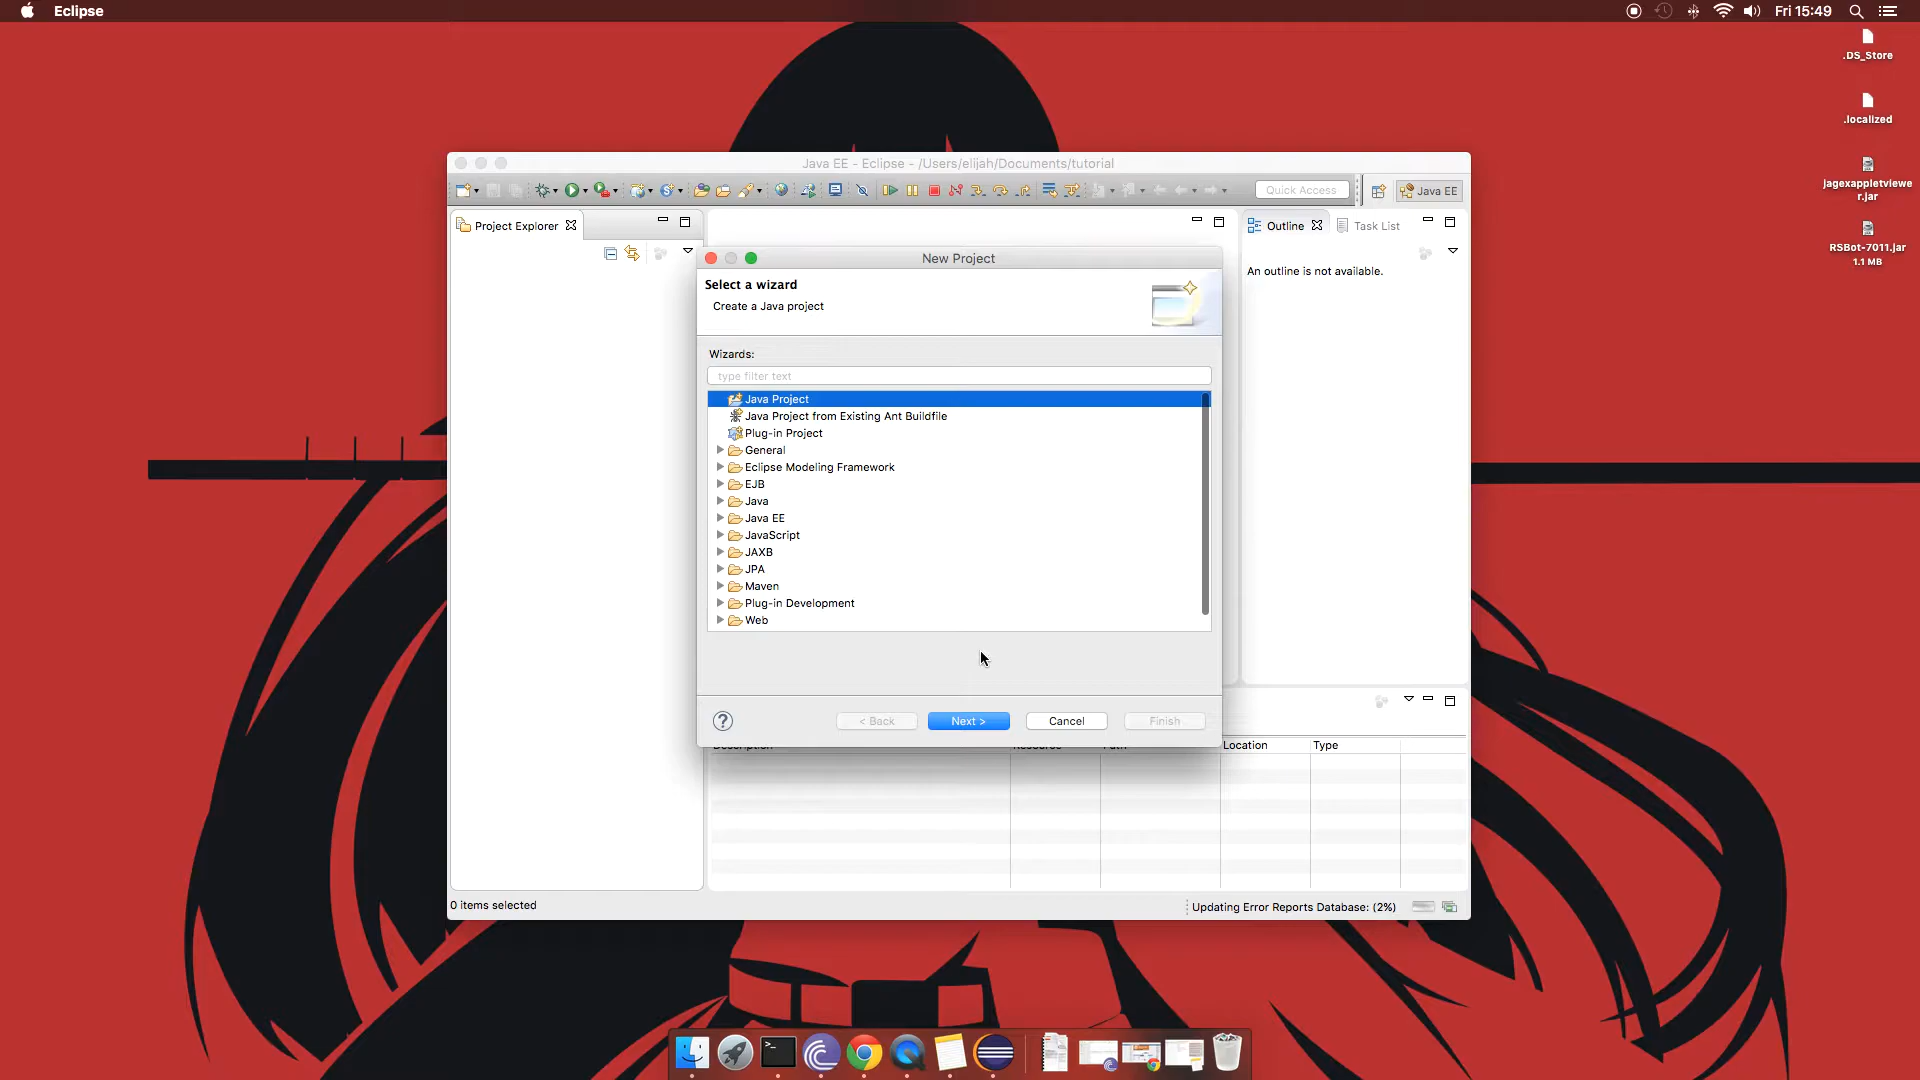 Eclipse
Fri 15:49
.DS_Store
.localized
jagexappletviewe
r.jar
RSBot-7011.jar
1.1 MB
Java EE - Eclipse - /Users/elijah/Documents/tutorial
Quick Access
Java EE
Project Explorer
Outline
Task List
An outline is not available.
New Project
Select a wizard
Create a Java project
Wizards:
type filter text
Java Project
Java Project from Existing Ant Buildfile
Plug-in Project
General
Eclipse Modeling Framework
EJB
Java
Java EE
JavaScript
JAXB
JPA
Maven
Plug-in Development
Web
?
< Back
Next >
Cancel
Finish
Description
Resource
Path
Location
Type
0 items selected
Updating Error Reports Database: (2%)